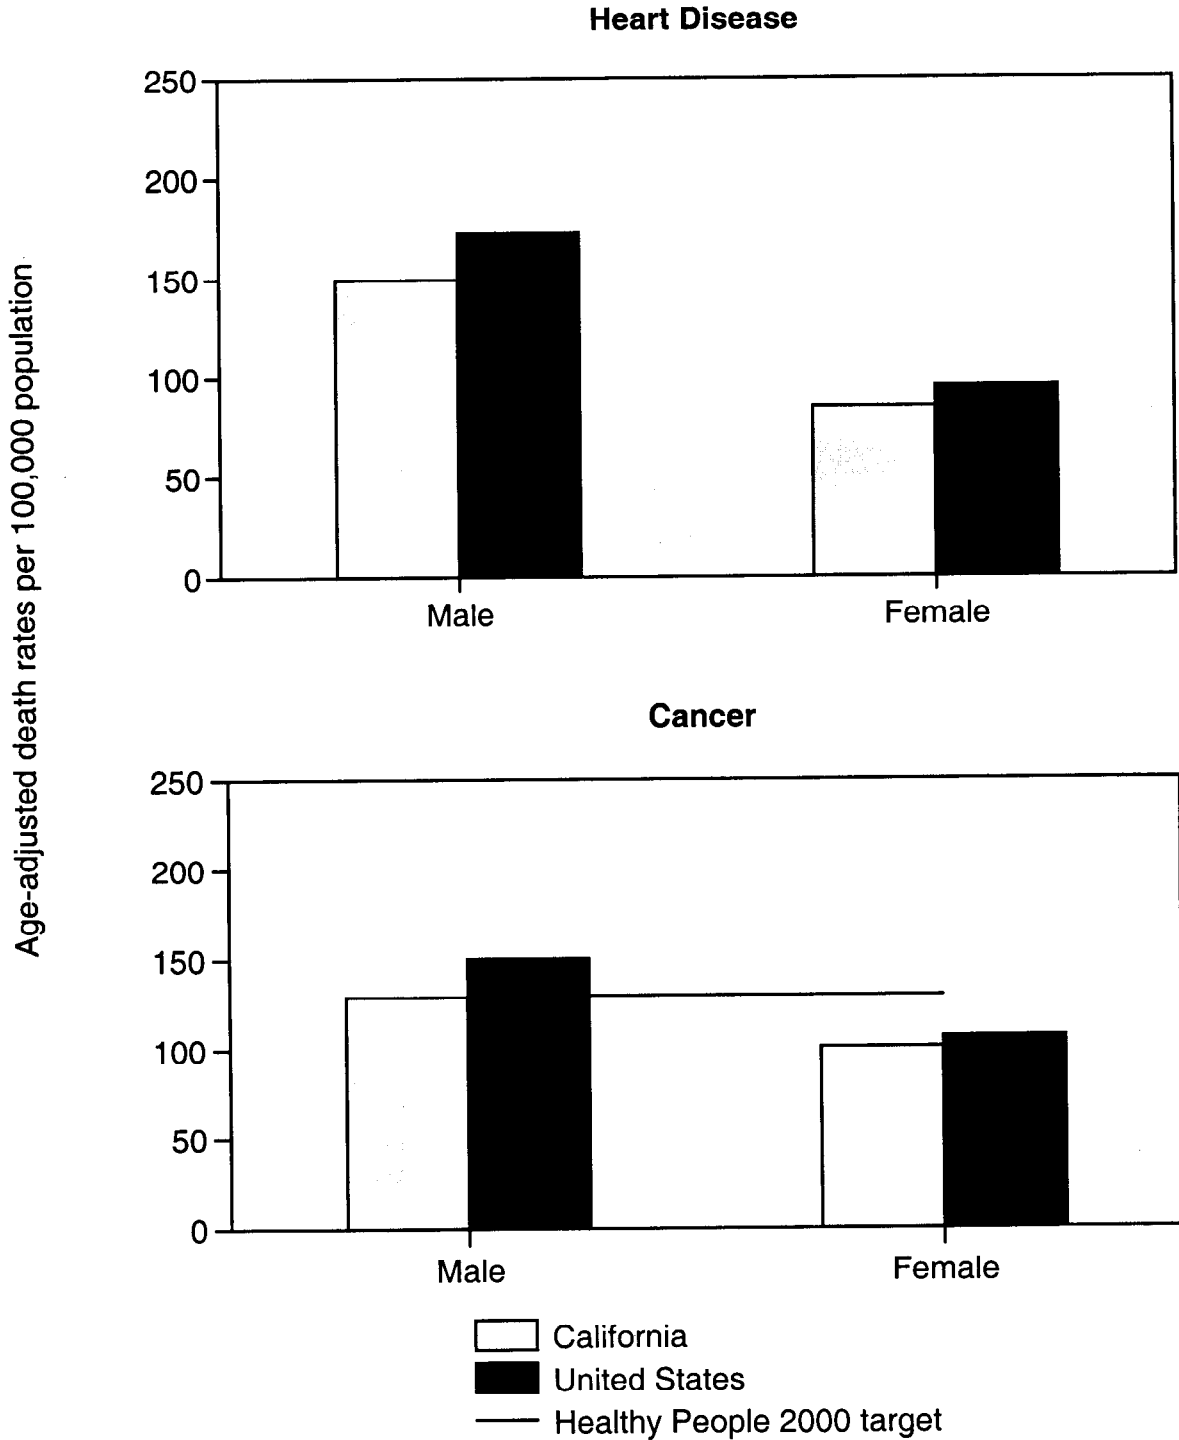 Heart Disease
Age-adjusted death rates per 100,000 population
250
200
150
100
50
0
Male Female
Cancer
250
200
150
100
50
0
Male Female
California
United States
Healthy People 2000 target